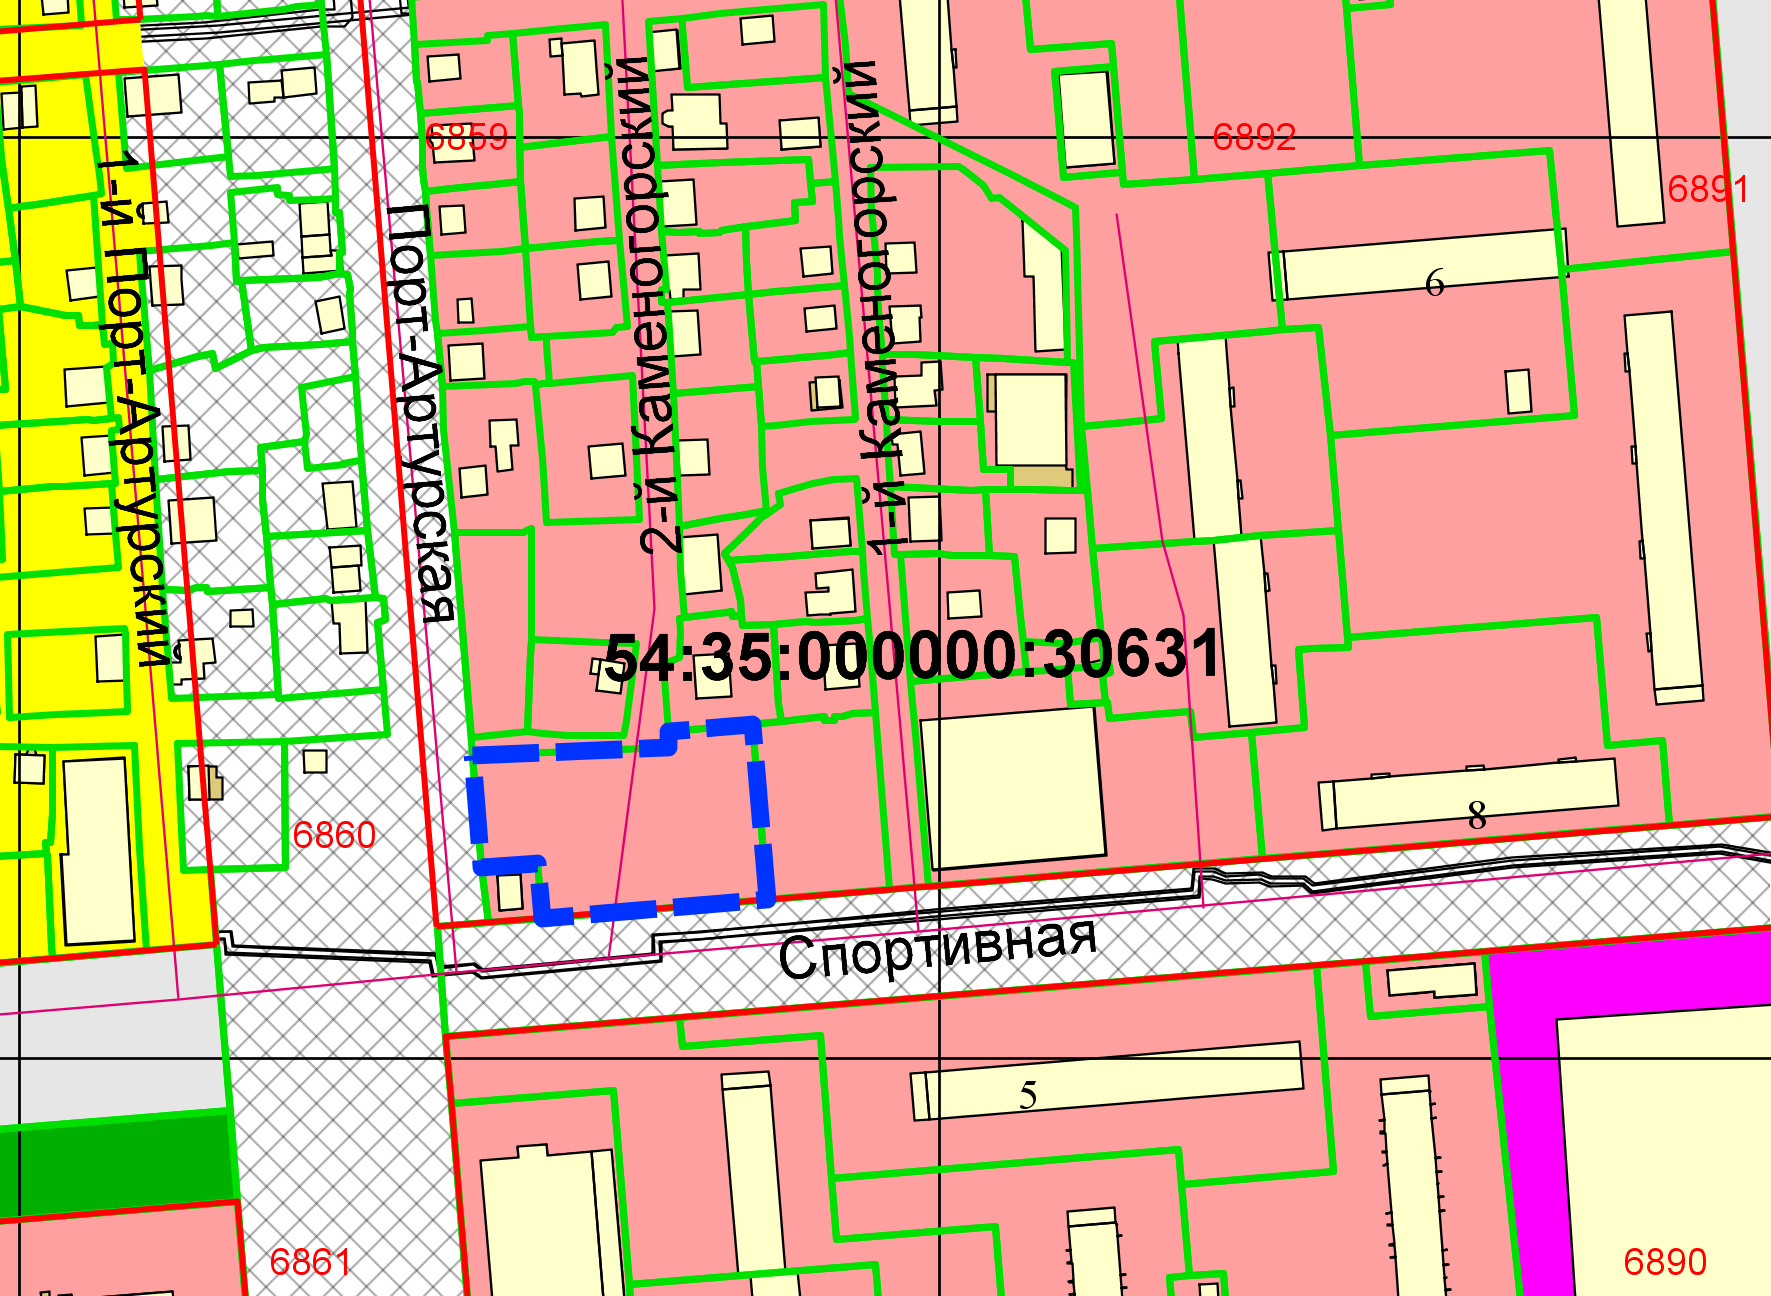 6859
6892
6891
1-й Порт-Артурский
Порт-Артурская
2-й Каменогорский
1-й Каменогорский
6
54:35:000000:30631
6860
8
Спортивная
5
6861
6890